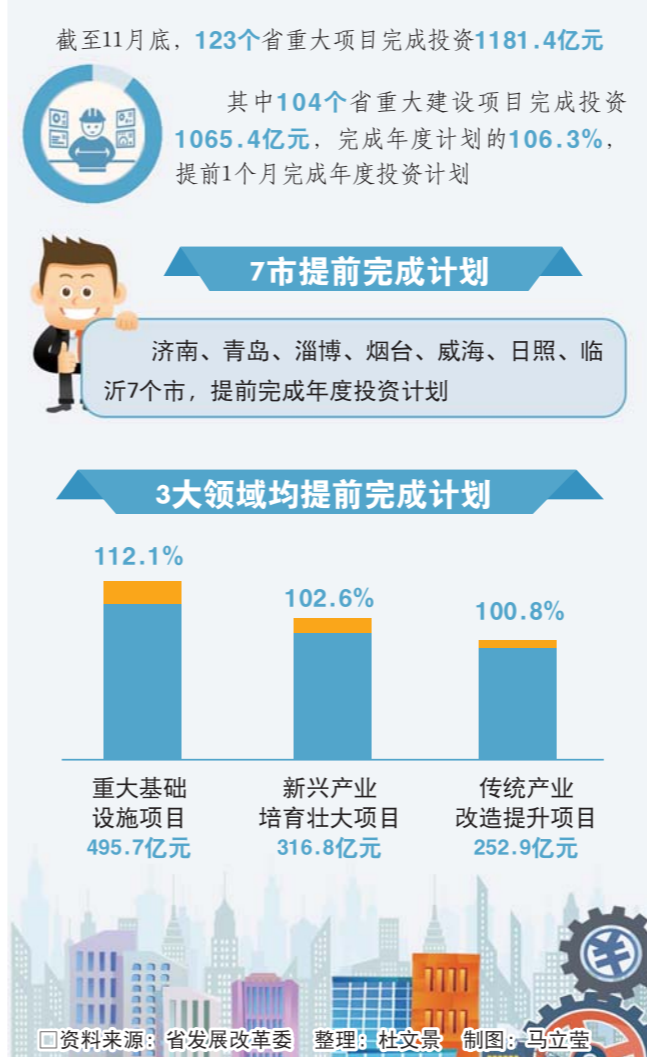 截至11月底，123个省重大项目完成投资1181.4亿元
其中104个省重大建设项目完成投资
1065.4亿元，完成年度计划的106.3%，
提前1个月完成年度投资计划
7市提前完成计划
济南、青岛、淄博、烟台、威海、日照、临
沂7个市，提前完成年度投资计划
3大领域均提前完成计划
112.1%
102.6%
100.8%
重大基础
设施项目
495.7亿元
新兴产业
培育壮大项目
316.8亿元
传统产业
改造提升项目
252.9亿元
¥
□资料来源：省发展改革委 整理：杜文景 制图：马立莹